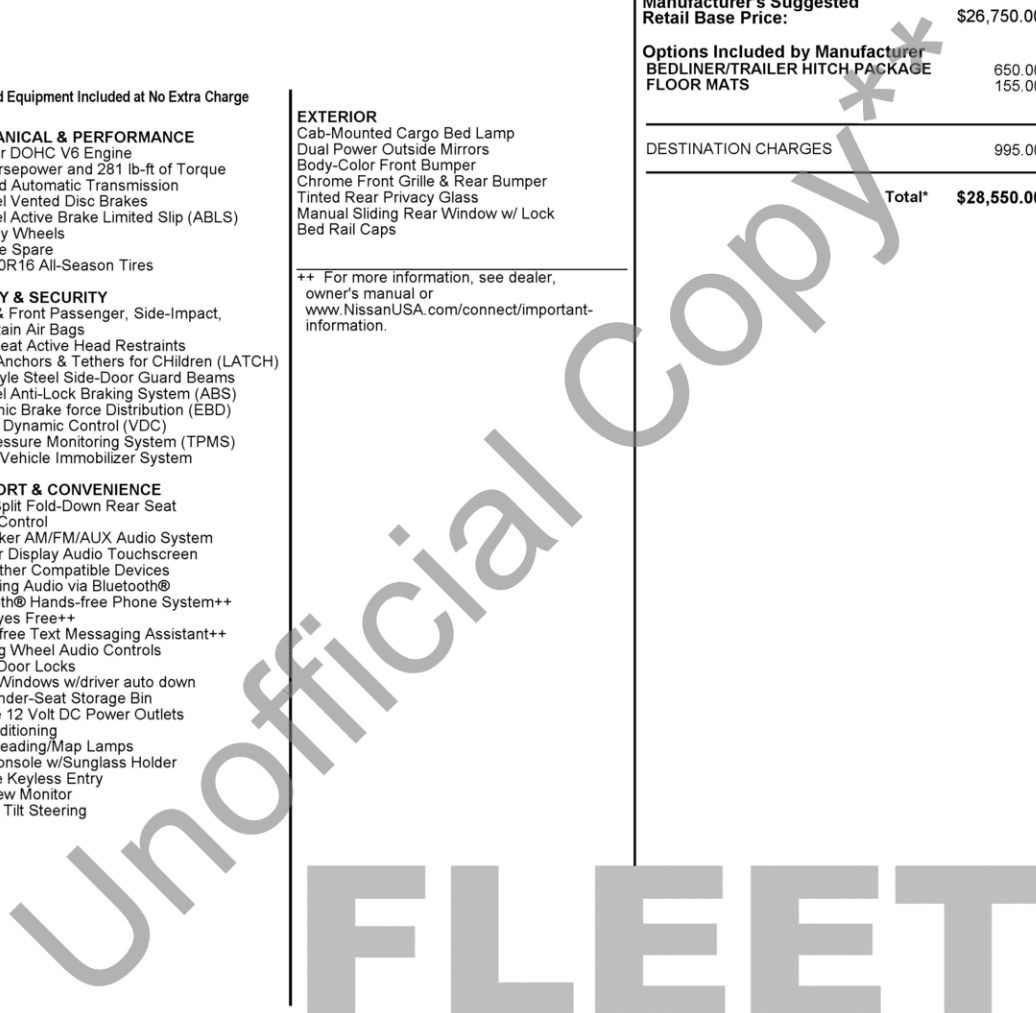 d Equipment Included at No Extra Charge
ANICAL & PERFORMANCE
r DOHC V6 Engine
rsepower and 281 lb-ft of Torque
d Automatic Transmission
el Vented Disc Brakes
el Active Brake Limited Slip (ABLS)
y Wheels
e Spare
0R16 All-Season Tires
Y & SECURITY
& Front Passenger, Side-Impact,
tain Air Bags
eat Active Head Restraints
Anchors & Tethers for CHildren (LATCH)
yle Steel Side-Door Guard Beams
el Anti-Lock Braking System (ABS)
nic Brake force Distribution (EBD)
Dynamic Control (VDC)
essure Monitoring System (TPMS)
Vehicle Immobilizer System
ORT & CONVENIENCE
Split Fold-Down Rear Seat
Control
ker AM/FM/AUX Audio System
r Display Audio Touchscreen
ther Compatible Devices
ing Audio via Bluetooth®
th® Hands-free Phone System++
yes Free++
free Text Messaging Assistant++
g Wheel Audio Controls
Door Locks
Windows w/driver auto down
nder-Seat Storage Bin
e 12 Volt DC Power Outlets
ditioning
eading/Map Lamps
onsole w/Sunglass Holder
e Keyless Entry
ew Monitor
Tilt Steering
EXTERIOR
Cab-Mounted Cargo Bed Lamp
Dual Power Outside Mirrors
Body-Color Front Bumper
Chrome Front Grille & Rear Bumper
Tinted Rear Privacy Glass
Manual Sliding Rear Window w/ Lock
Bed Rail Caps
++ For more information, see dealer,
owner's manual or
www.NissanUSA.com/connect/important-
information.
Manufacturer's Suggested
Retail Base Price: $26,750.00
Options Included by Manufacturer
BEDLINER/TRAILER HITCH PACKAGE 650.00
FLOOR MATS 155.00
DESTINATION CHARGES 995.00
Total* $28,550.00
Unofficial Copy**
FLEET